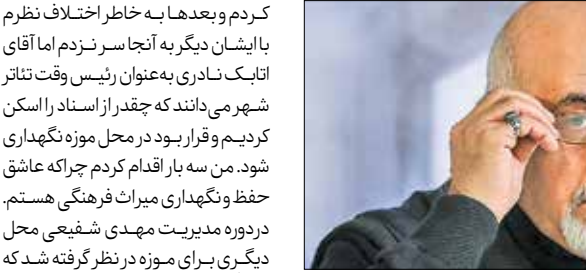 کردم و بعدها به خاطر اختلاف نظرم
با ایشان دیگر به آنجا سر نزدم اما آقای
اتابک نادری به‌عنوان رئیس وقت تئاتر
شهر می‌دانند که چقدر از اسناد را اسکن
کردیم و قرار بود در محل موزه نگهداری
شود. من سه بار اقدام کردم چراکه عاشق
حفظ و نگهداری میراث فرهنگی هستم.
در دوره مدیریت مهدی شفیعی محل
دیگری برای موزه در نظر گرفته شد که